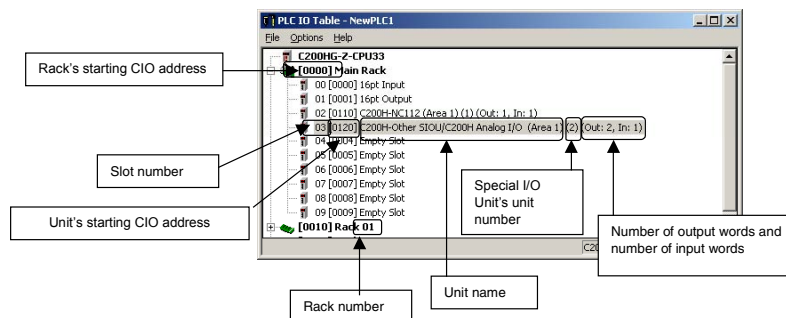 PLC IO Table - NewPLC1
File Options Help
C200HG-Z-CPU33
Rack's starting CIO address
[0000] Main Rack
00 [0000] 16pt Input
01 [0001] 16pt Output
02 [0110] C200H-NC112 (Area 1) (1) (Out: 1, In: 1)
03 [0120] C200H-Other SIOU/C200H Analog I/O (Area 1) (2) (Out: 2, In: 1)
04 [0004] Empty Slot
05 [0005] Empty Slot
06 [0006] Empty Slot
07 [0007] Empty Slot
08 [0008] Empty Slot
09 [0009] Empty Slot
[0010] Rack 01
Slot number
Special I/O
Unit's unit
number
Unit's starting CIO address
Number of output words and
number of input words
C20
Unit name
Rack number